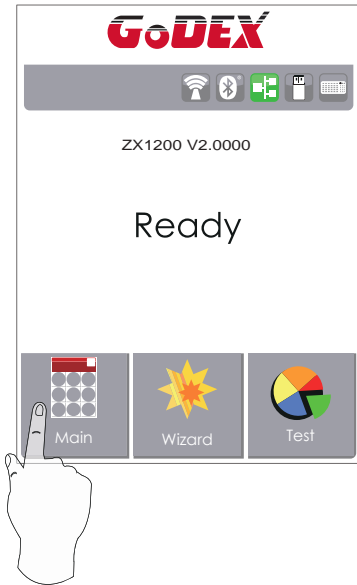 GoDEX
ZX1200 V2.0000
Ready
Main
Wizard
Test